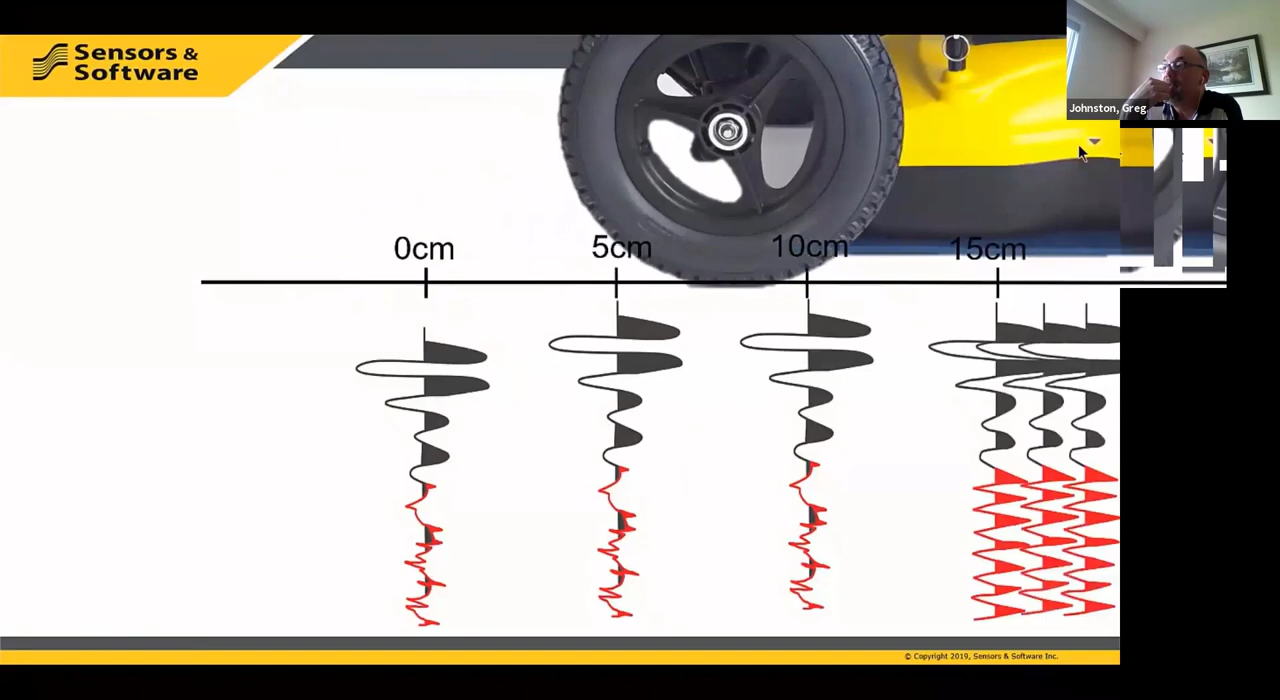 Sensors &
Software
Johnston, Greg
0cm
5cm
10cm
15cm
© Copyright 2019, Sensors & Software Inc.